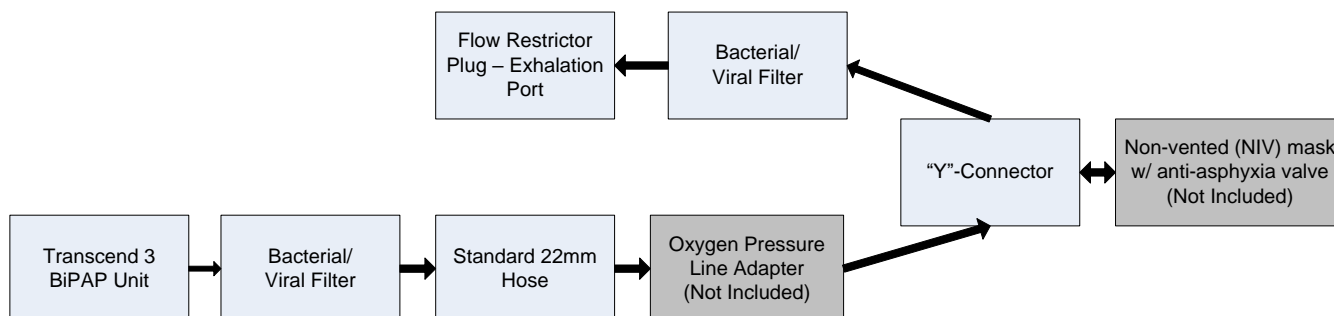 Flow Restrictor
Plug – Exhalation
Port
Bacterial/
Viral Filter
“Y”-Connector
Non-vented (NIV) mask
w/ anti-asphyxia valve
(Not Included)
Transcend 3
BiPAP Unit
Bacterial/
Viral Filter
Standard 22mm
Hose
Oxygen Pressure
Line Adapter
(Not Included)